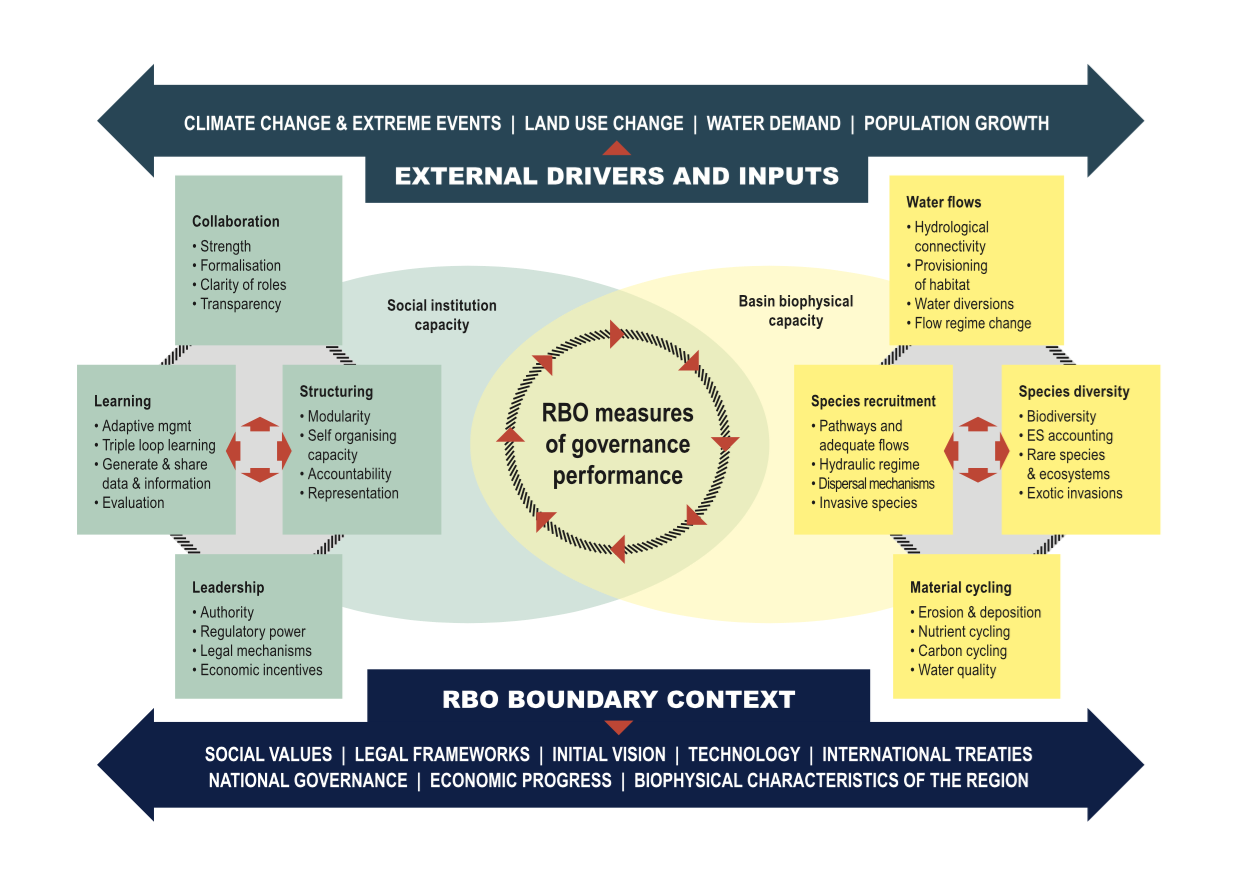 CLIMATE CHANGE & EXTREME EVENTS | LAND USE CHANGE | WATER DEMAND | POPULATION GROWTH
EXTERNAL DRIVERS AND INPUTS
Collaboration
• Strength
• Formalisation
• Clarity of roles
• Transparency
Learning
• Adaptive mgmt
• Triple loop learning
• Generate & share
data & information
• Evaluation
Structuring
• Modularity
• Self organising
capacity
• Accountability
• Representation
Leadership
• Authority
• Regulatory power
• Legal mechanisms
• Economic incentives
Social institution
capacity
RBO measures
of governance
performance
Basin biophysical
capacity
Water flows
• Hydrological
connectivity
• Provisioning
of habitat
• Water diversions
• Flow regime change
Species recruitment
• Pathways and
adequate flows
• Hydraulic regime
• Dispersal mechanisms
• Invasive species
Species diversity
• Biodiversity
• ES accounting
• Rare species
& ecosystems
• Exotic invasions
Material cycling
• Erosion & deposition
• Nutrient cycling
• Carbon cycling
• Water quality
RBO BOUNDARY CONTEXT
SOCIAL VALUES | LEGAL FRAMEWORKS | INITIAL VISION | TECHNOLOGY | INTERNATIONAL TREATIES
NATIONAL GOVERNANCE | ECONOMIC PROGRESS | BIOPHYSICAL CHARACTERISTICS OF THE REGION